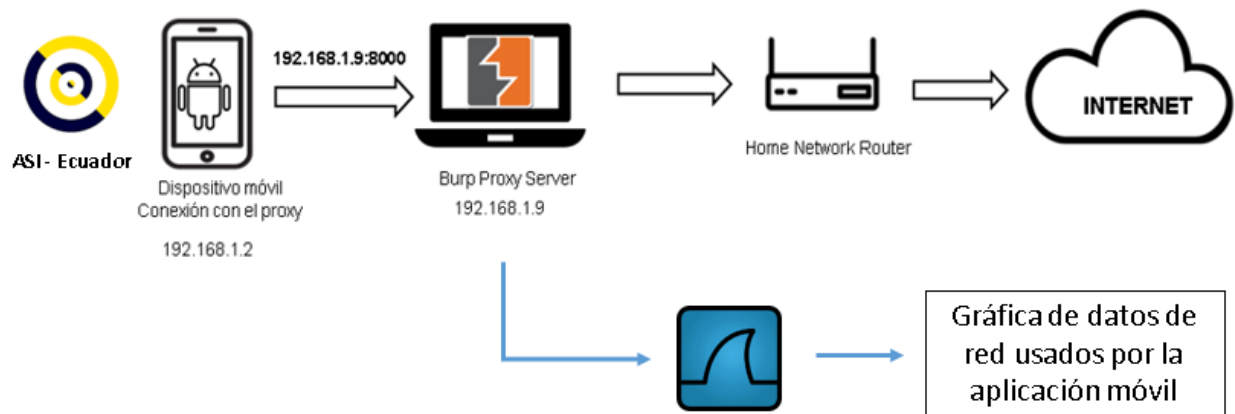 ASI- Ecuador
192.168.1.9:8000
Dispositivo móvil
Conexión con el proxy
192.168.1.2
Burp Proxy Server
192.168.1.9
Home Network Router
INTERNET
Gráfica de datos de
red usados por la
aplicación móvil